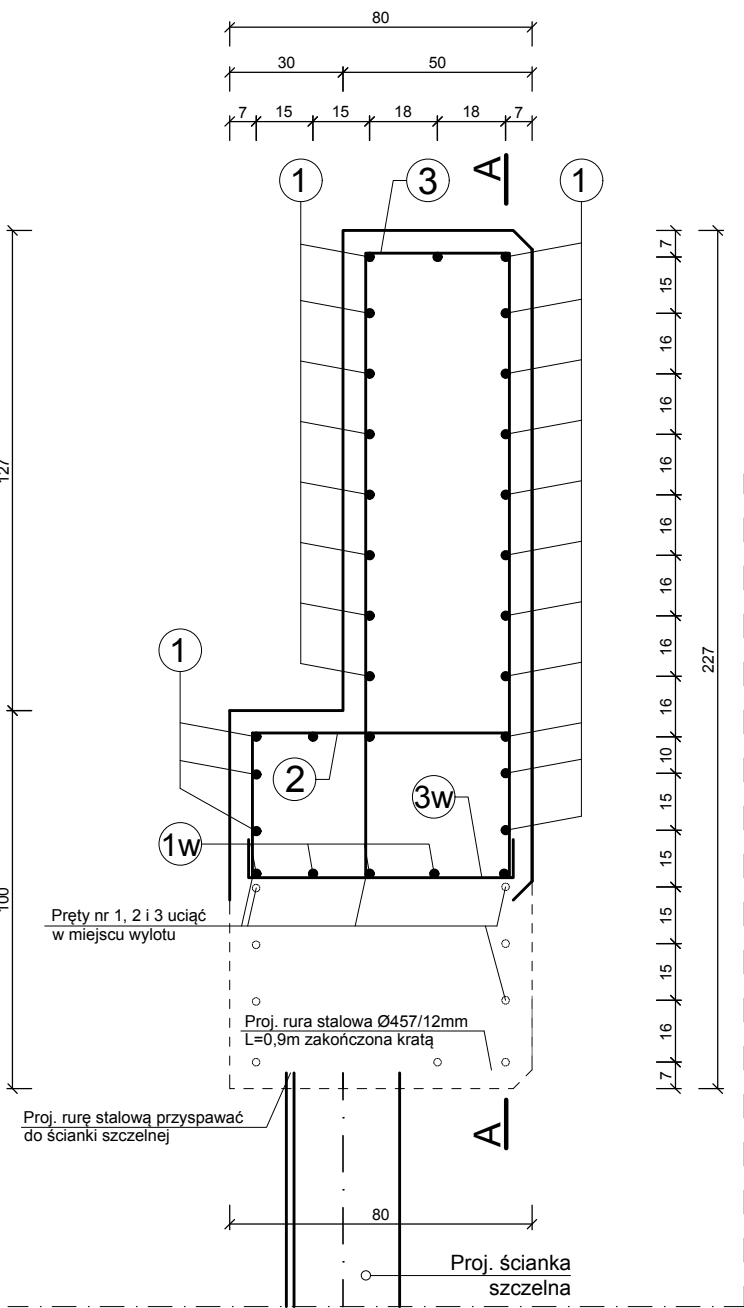 80
30 50
7 15 15 18 18 7
A
1 3 1
7
15
16
16
16
16
16
16
16
10
15
15
15
15
16
7
227
127
100
1
2
3w
1w
Pręty nr 1, 2 i 3 uciąć
w miejscu wylotu
Proj. rura stalowa Ø457/12mm
L=0,9m zakończona kratą
Proj. rurę stalową przyspawać
do ścianki szczelnej
A
80
Proj. ścianka
szczelna